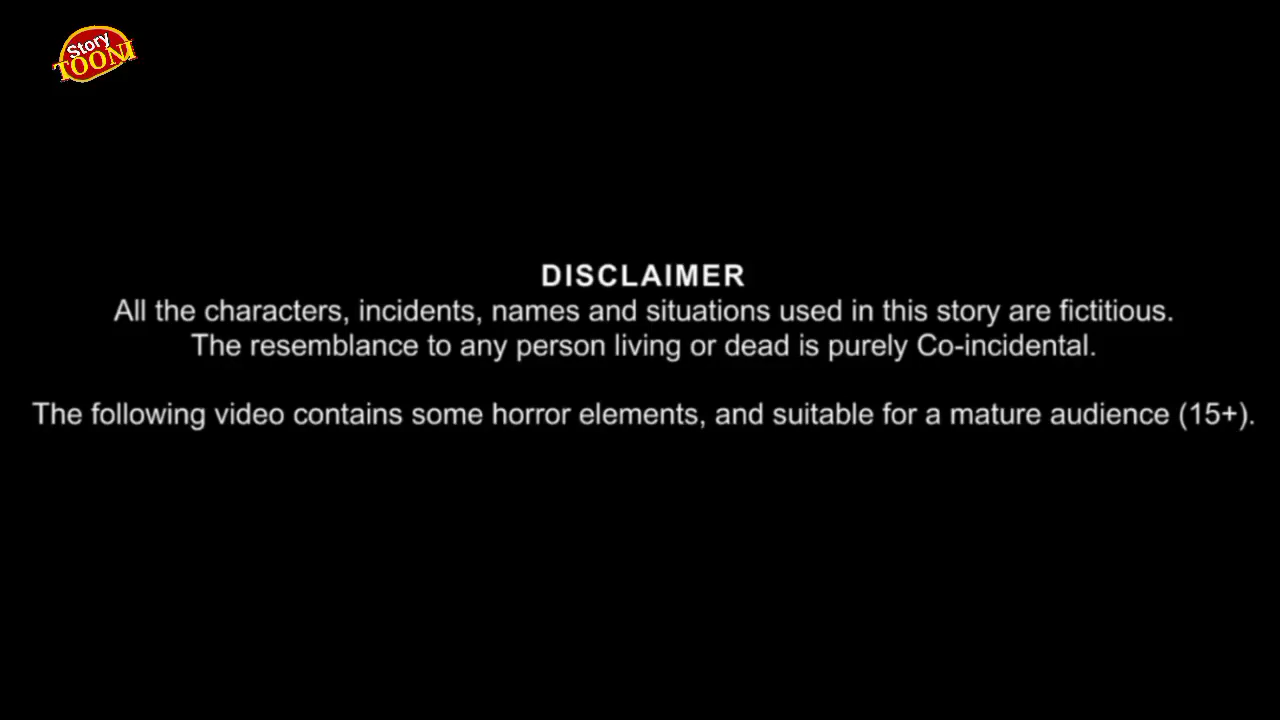 Story
TOONI
DISCLAIMER
All the characters, incidents, names and situations used in this story are fictitious.
The resemblance to any person living or dead is purely Co-incidental.
The following video contains some horror elements, and suitable for a mature audience (15+).